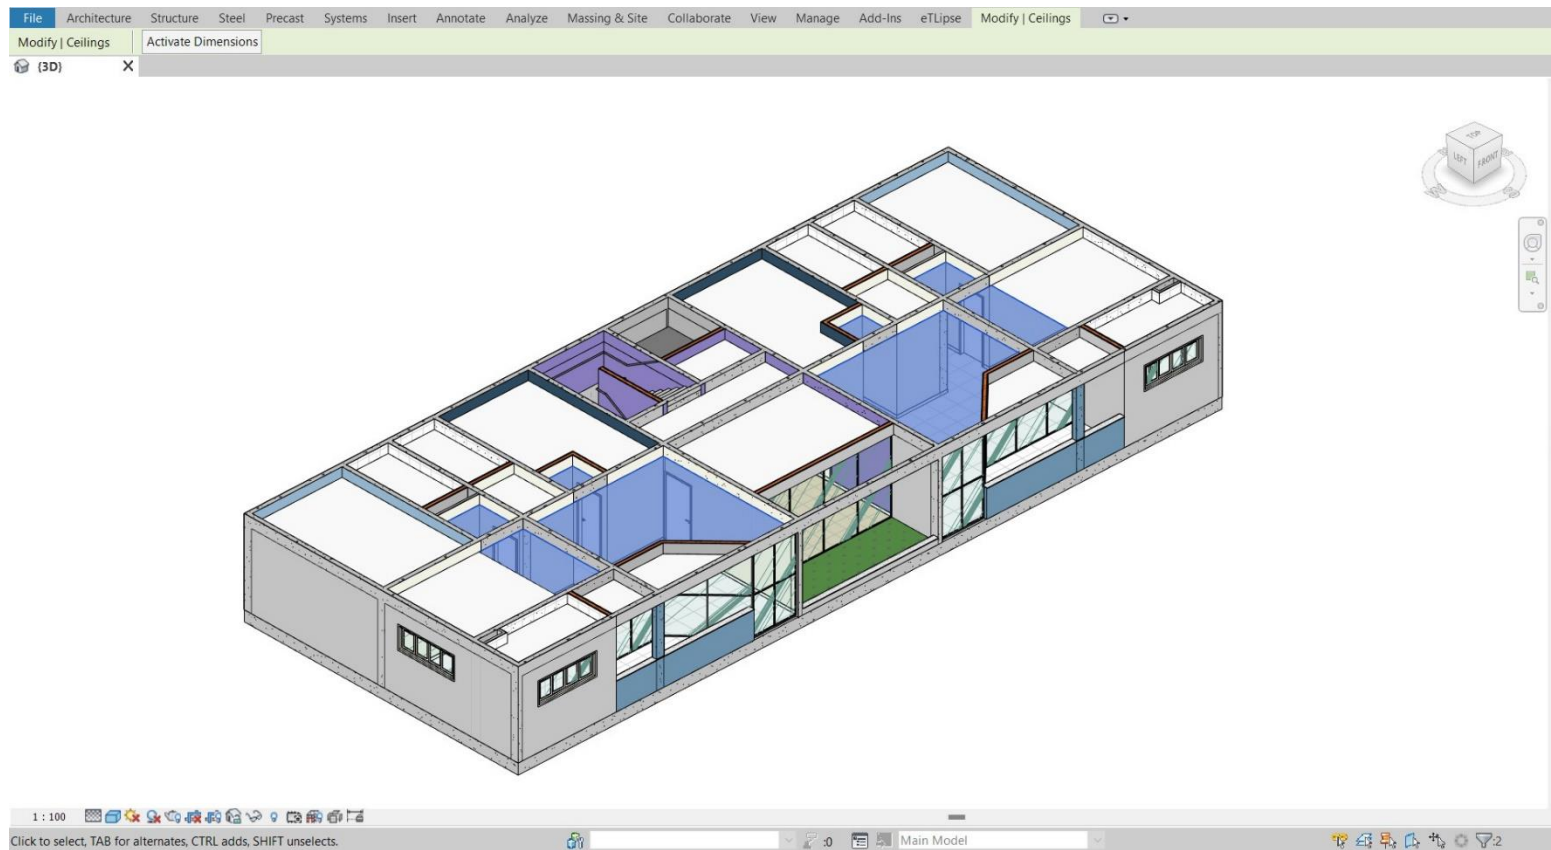 File Architecture Structure Steel Precast Systems Insert Annotate Analyze Massing & Site Collaborate View Manage Add-Ins eTLipse Modify | Ceilings
Modify | Ceilings Activate Dimensions
{3D} X
TOP
LEFT FRONT
1 : 100
Click to select, TAB for alternates, CTRL adds, SHIFT unselects. :0 Main Model :2